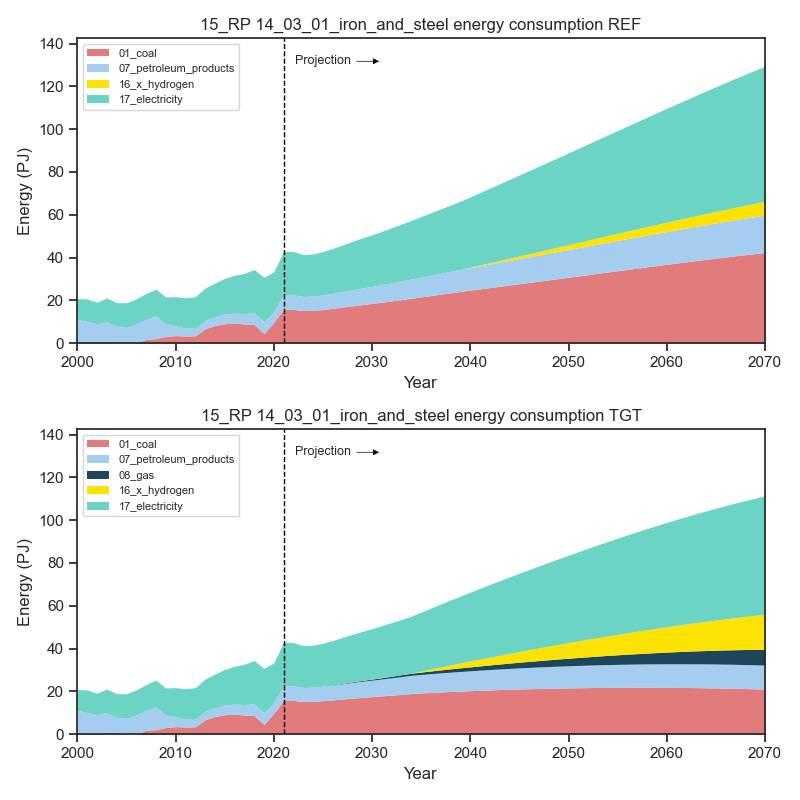 15_RP 14_03_01_iron_and_steel energy consumption REF
140
120
100
80
60
40
20
0
Energy (PJ)
01_coal
07_petroleum_products
16_x_hydrogen
17_electricity
Projection
2000 2010 2020 2030 2040 2050 2060 2070
Year
15_RP 14_03_01_iron_and_steel energy consumption TGT
140
120
100
80
60
40
20
0
Energy (PJ)
01_coal
07_petroleum_products
08_gas
16_x_hydrogen
17_electricity
Projection
2000 2010 2020 2030 2040 2050 2060 2070
Year